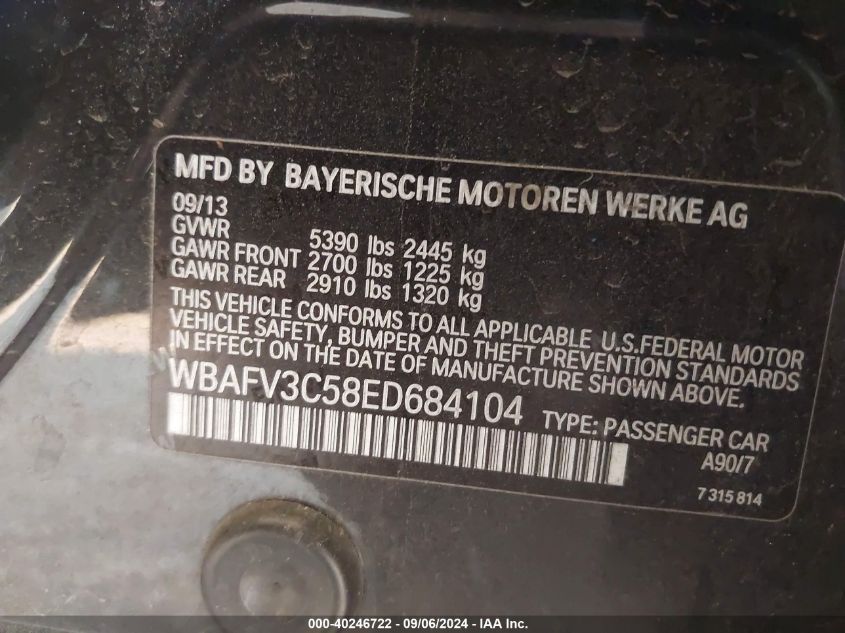 MFD BY BAYERISCHE MOTOREN WERKE AG
09/13
GVWR 5390 lbs 2445 kg
GAWR FRONT 2700 lbs 1225 kg
GAWR REAR 2910 lbs 1320 kg
THIS VEHICLE CONFORMS TO ALL APPLICABLE U.S.FEDERAL MOTOR
VEHICLE SAFETY, BUMPER AND THEFT PREVENTION STANDARDS
IN EFFECT ON THE DATE OF MANUFACTURE SHOWN ABOVE.
WBAFV3C58ED684104 TYPE: PASSENGER CAR
A90/7
7 315 814
000-40246722 - 09/06/2024 - IAA Inc.